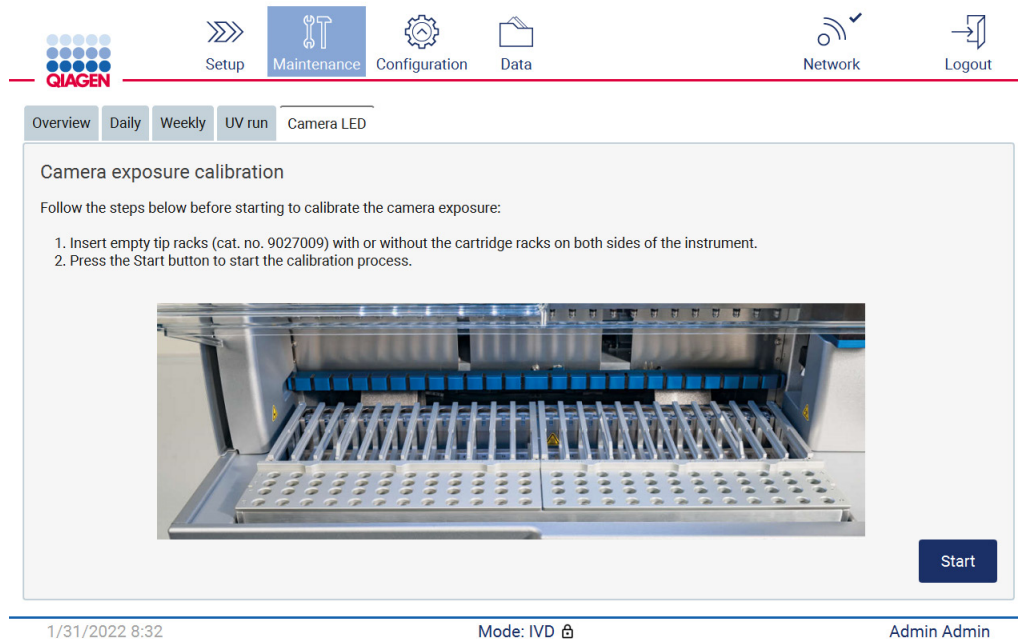 QIAGEN
Setup
Maintenance
Configuration
Data
Network
Logout
Overview
Daily
Weekly
UV run
Camera LED
Camera exposure calibration
Follow the steps below before starting to calibrate the camera exposure:
1. Insert empty tip racks (cat. no. 9027009) with or without the cartridge racks on both sides of the instrument.
2. Press the Start button to start the calibration process.
Start
1/31/2022 8:32
Mode: IVD
Admin Admin